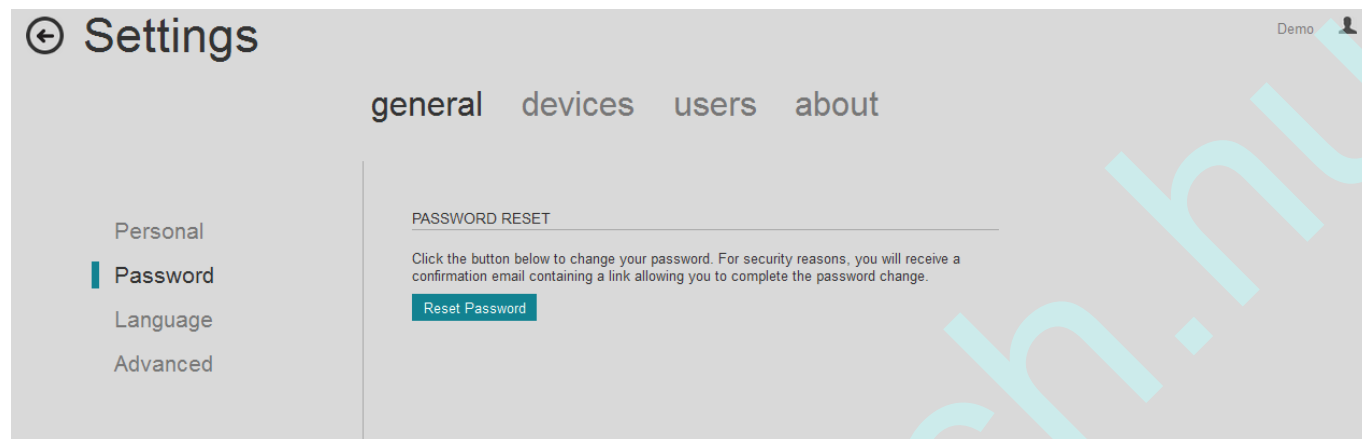 Settings
Demo
general devices users about
Personal
Password
Language
Advanced
PASSWORD RESET
Click the button below to change your password. For security reasons, you will receive a
confirmation email containing a link allowing you to complete the password change.
Reset Password
ch.hu